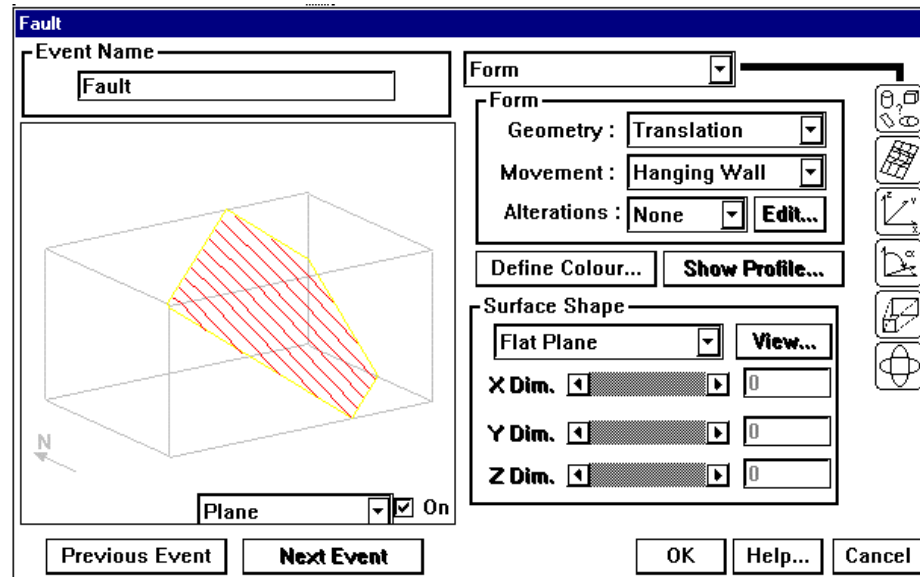 Fault
Event Name
Fault
Form
Form
Geometry : Translation
Movement : Hanging Wall
Alterations : None Edit...
Define Colour... Show Profile...
Surface Shape
Flat Plane View...
X Dim. 0
Y Dim. 0
Z Dim. 0
N
Plane On
Previous Event Next Event OK Help... Cancel
?
z Y X
α